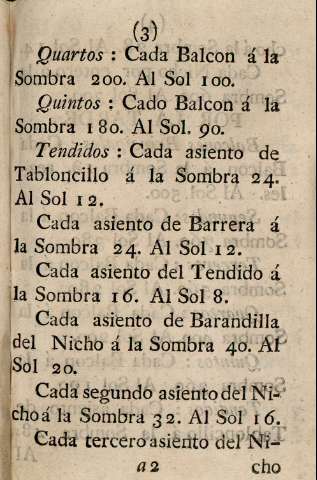 (3)
Quartos : Cada Balcon á la
Sombra 200. Al Sol 100.
Quintos : Cado Balcon á la
Sombra 180. Al Sol. 90.
Tendidos : Cada asiento de
Tabloncillo á la Sombra 24.
Al Sol 12.
Cada asiento de Barrera á
la Sombra 24. Al Sol 12.
Cada asiento del Tendido á
la Sombra 16. Al Sol 8.
Cada asiento de Barandilla
del Nicho á la Sombra 40. Al
Sol 20.
Cada segundo asiento del Ni-
cho á la Sombra 32. Al Sol 16.
Cada tercero asiento del Ni-
a2 cho